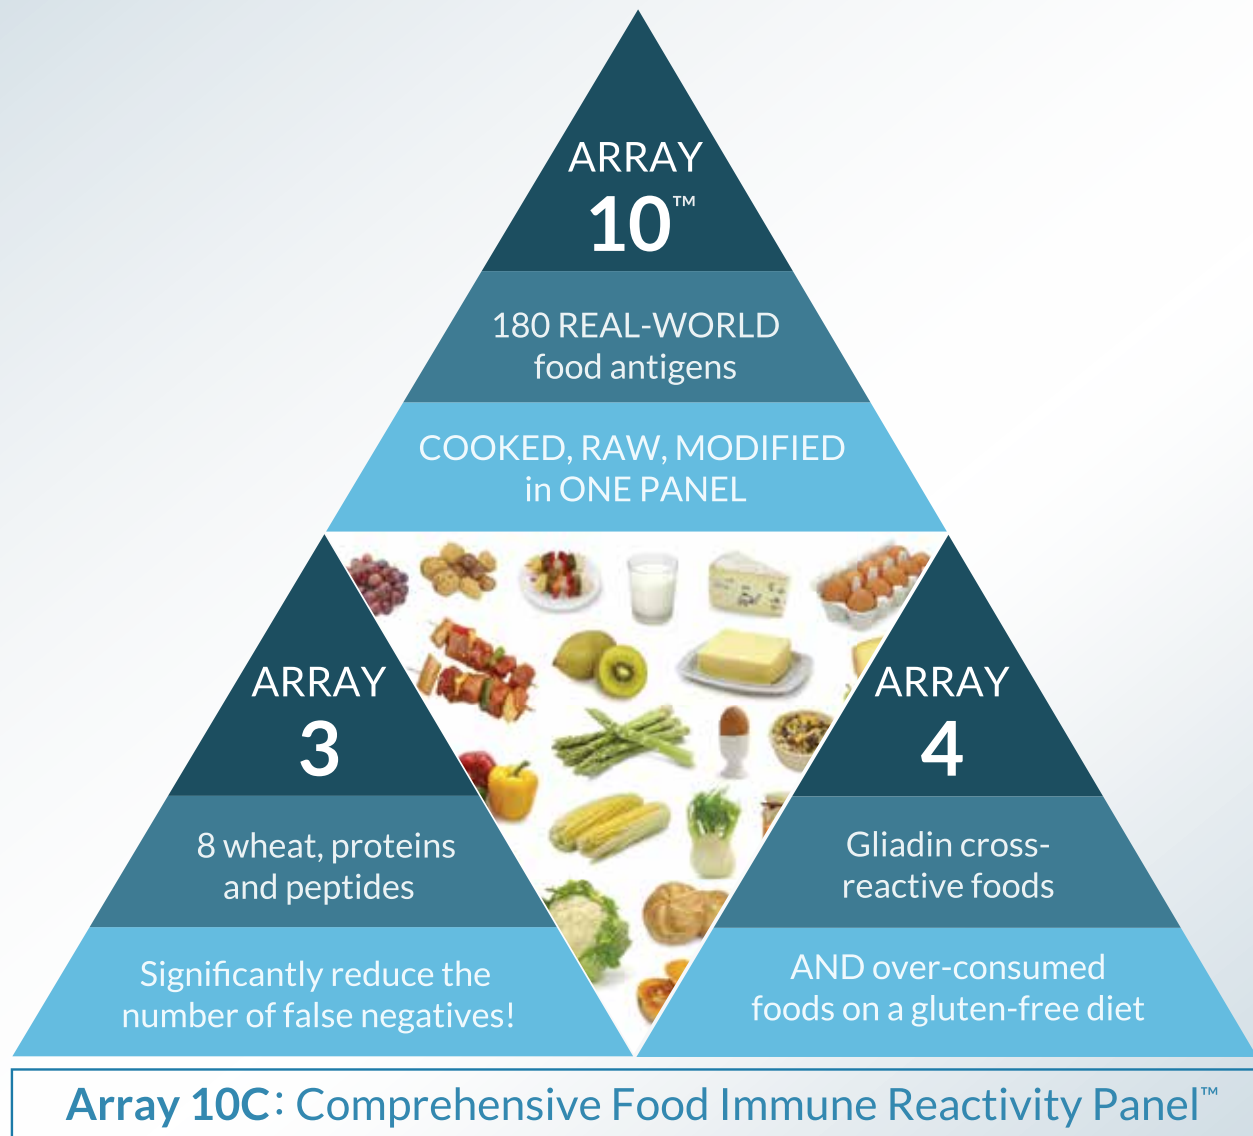 ARRAY
10™
180 REAL-WORLD
food antigens
COOKED, RAW, MODIFIED
in ONE PANEL
ARRAY
3
8 wheat, proteins
and peptides
Significantly reduce the
number of false negatives!
ARRAY
4
Gliadin cross-
reactive foods
AND over-consumed
foods on a gluten-free diet
Array 10C: Comprehensive Food Immune Reactivity Panel™